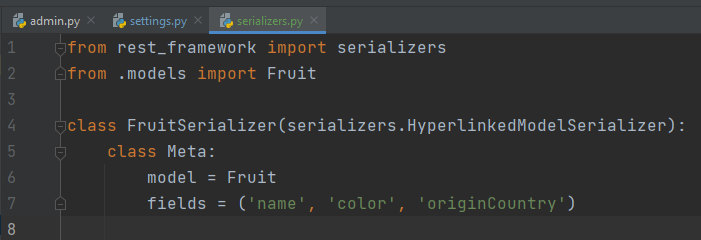 admin.py settings.py serializers.py
1 from rest_framework import serializers
2 from .models import Fruit
3
4 class FruitSerializer(serializers.HyperlinkedModelSerializer):
5     class Meta:
6         model = Fruit
7         fields = ('name', 'color', 'originCountry')
8